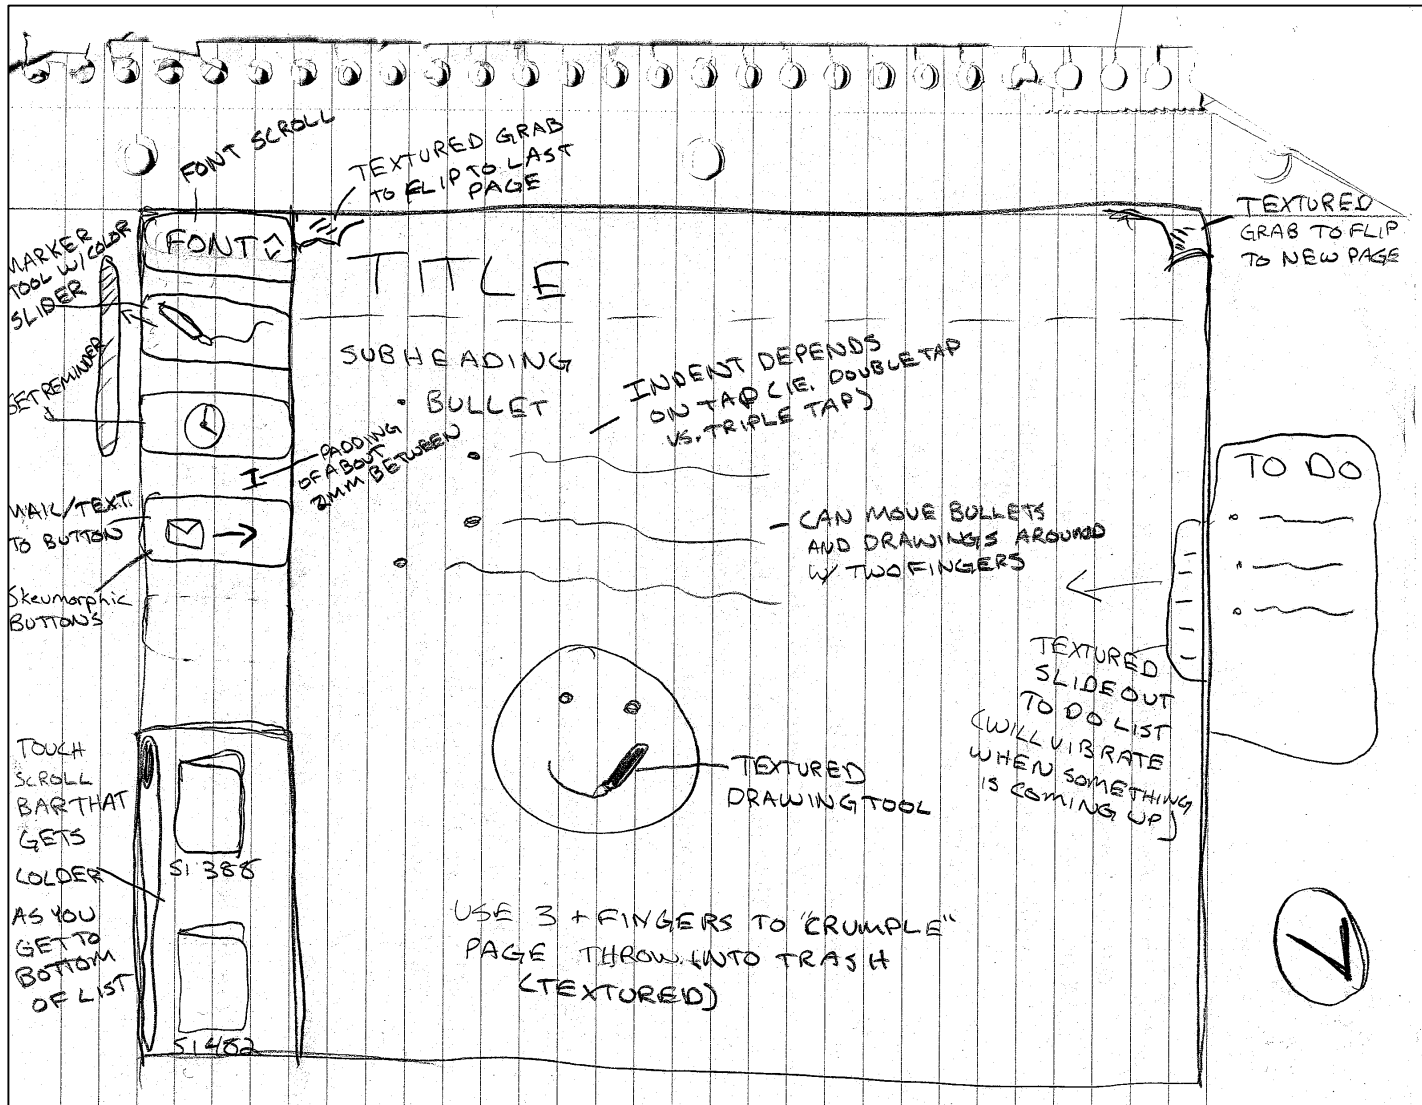 FONT SCROLL
TEXTURED GRAB
TO FLIP TO LAST
PAGE
TEXTURED
GRAB TO FLIP
TO NEW PAGE
MARKER
TOOL W/COLOR
SLIDER
FONT
TITLE
SUBHEADING
• BULLET
INDENT DEPENDS
ON TAP (IE. DOUBLE TAP
VS. TRIPLE TAP)
SET REMINDER
I
PADDING
OF ABOUT
2MM BETWEEN
TO DO
MAIL/TEXT
TO BUTTON
CAN MOVE BULLETS
AND DRAWINGS AROUND
W/ TWO FINGERS
Skeumorphic
BUTTONS
TEXTURED
SLIDEOUT
TO DO LIST
(WILL VIBRATE
WHEN SOMETHING
IS COMING UP)
TEXTURED
DRAWING TOOL
TOUCH
SCROLL
BAR THAT
GETS
COLDER
AS YOU
GET TO
BOTTOM
OF LIST
SI 388
SI 482
USE 3 + FINGERS TO "CRUMPLE"
PAGE THROW INTO TRASH
(TEXTURED)